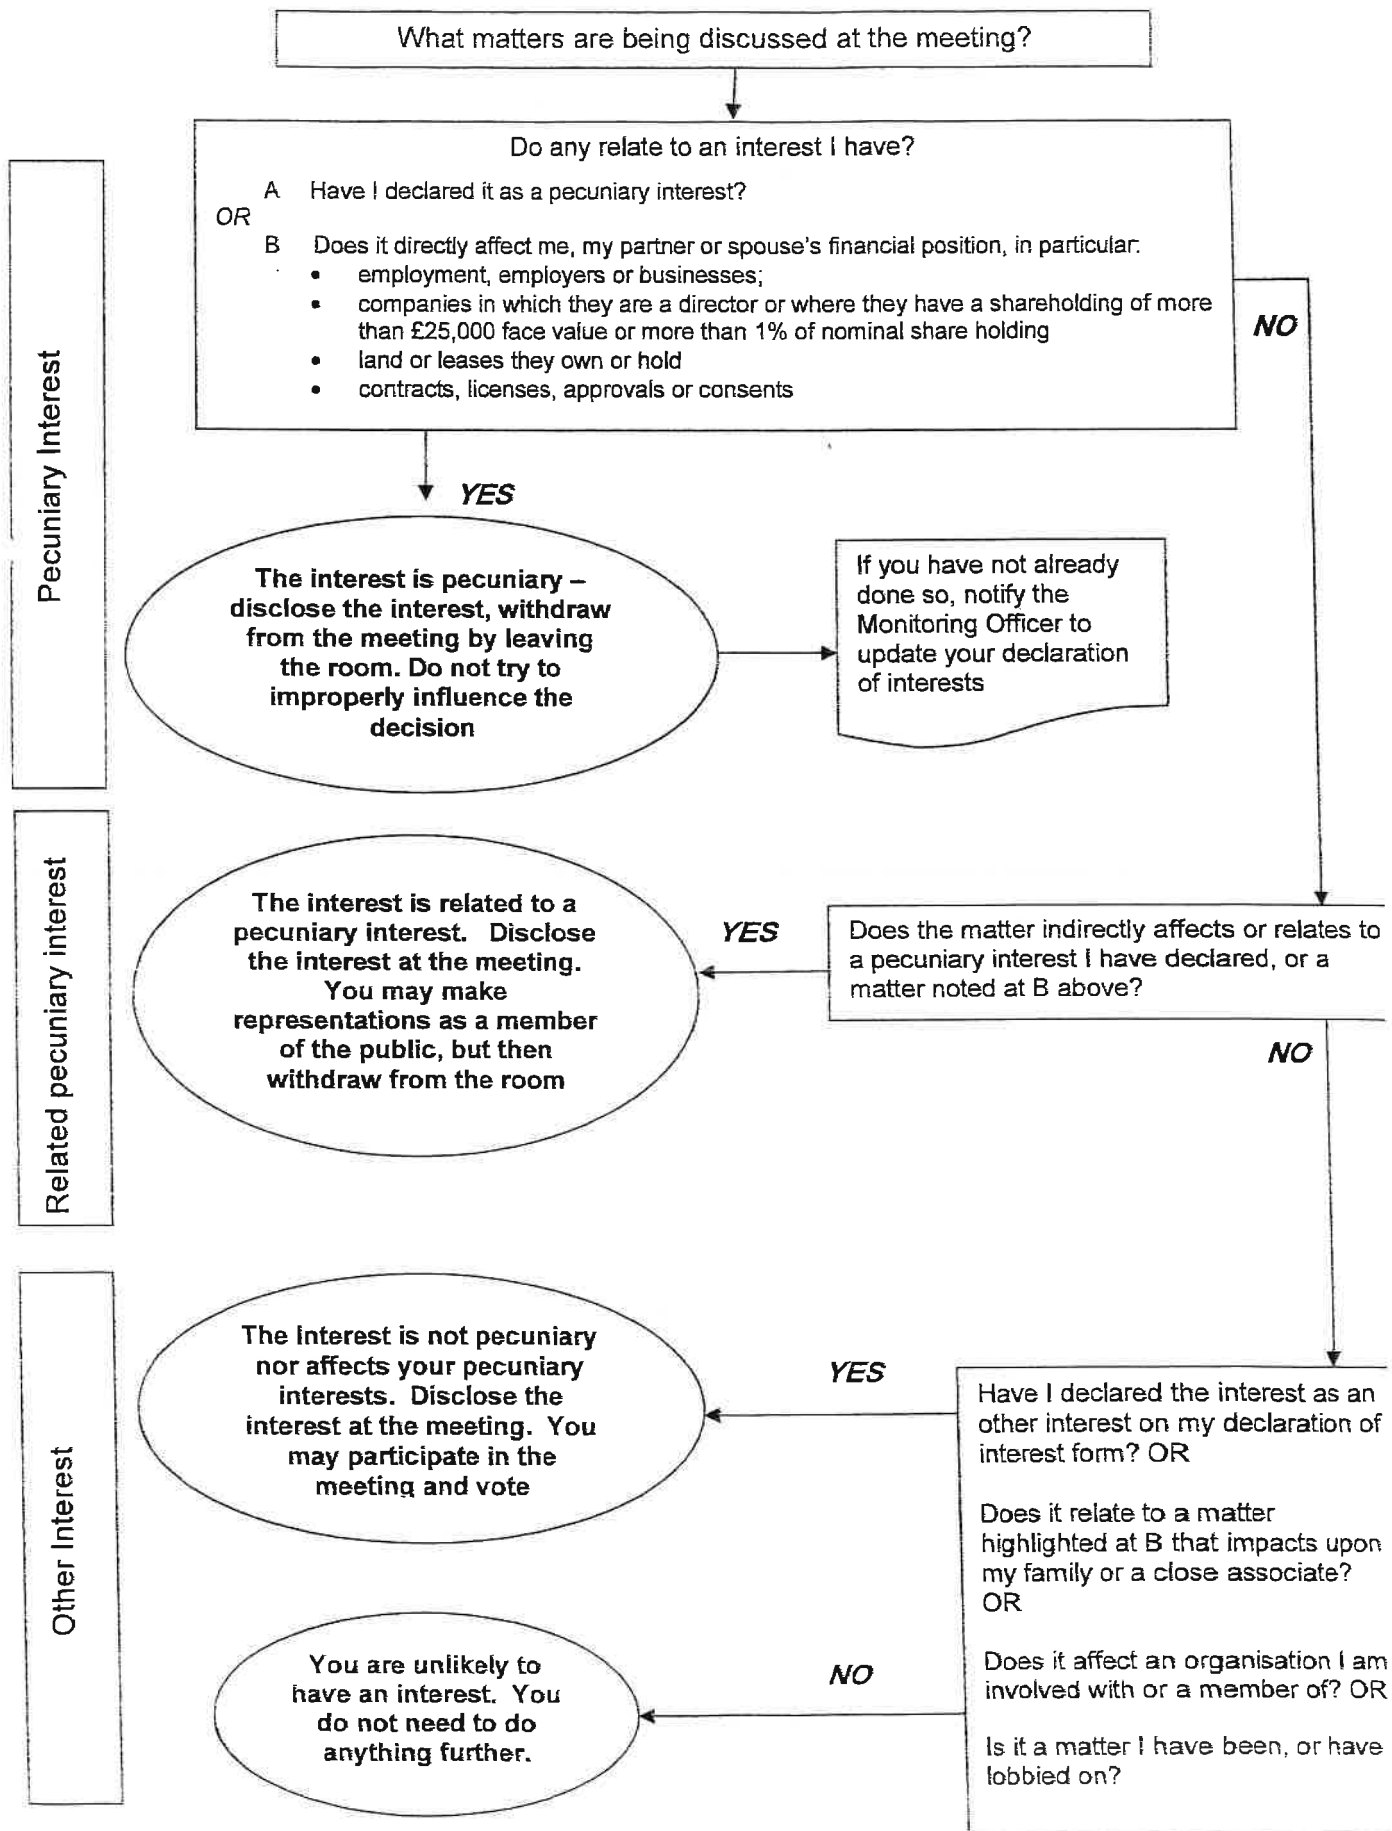 What matters are being discussed at the meeting?
Do any relate to an interest I have?
A Have I declared it as a pecuniary interest?
OR
B Does it directly affect me, my partner or spouse's financial position, in particular:
• employment, employers or businesses;
• companies in which they are a director or where they have a shareholding of more
than £25,000 face value or more than 1% of nominal share holding
• land or leases they own or hold
• contracts, licenses, approvals or consents
NO
Pecuniary Interest
YES
The interest is pecuniary –
disclose the interest, withdraw
from the meeting by leaving
the room. Do not try to
improperly influence the
decision
If you have not already
done so, notify the
Monitoring Officer to
update your declaration
of interests
Related pecuniary interest
The interest is related to a
pecuniary interest. Disclose
the interest at the meeting.
You may make
representations as a member
of the public, but then
withdraw from the room
YES
Does the matter indirectly affects or relates to
a pecuniary interest I have declared, or a
matter noted at B above?
NO
Other Interest
The Interest is not pecuniary
nor affects your pecuniary
interests. Disclose the
interest at the meeting. You
may participate in the
meeting and vote
YES
Have I declared the interest as an
other interest on my declaration of
interest form? OR
Does it relate to a matter
highlighted at B that impacts upon
my family or a close associate?
OR
Does it affect an organisation I am
involved with or a member of? OR
Is it a matter I have been, or have
lobbied on?
NO
You are unlikely to
have an interest. You
do not need to do
anything further.